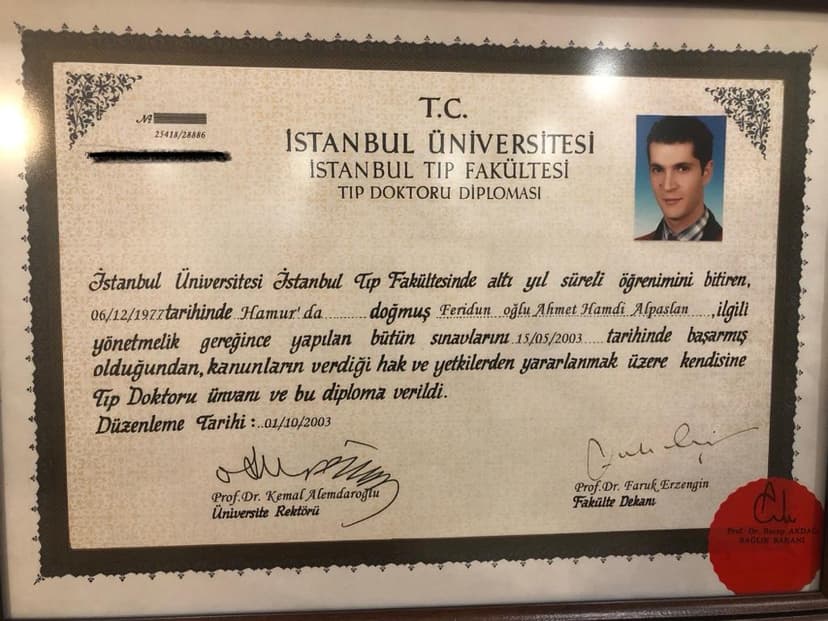 №
25418/28886
T.C.
İSTANBUL ÜNİVERSİTESİ
İSTANBUL TIP FAKÜLTESİ
TIP DOKTORU DİPLOMASI
İstanbul Üniversitesi İstanbul Tıp Fakültesinde altı yıl süreli öğrenimini bitiren,
06/12/1977 tarihinde Hamur'da doğmuş Feridun oğlu Ahmet Hamdi Alpaslan ,ilgili
yönetmelik gereğince yapılan bütün sınavlarını 15/05/2003 tarihinde başarmış
olduğundan, kanunların verdiği hak ve yetkilerden yararlanmak üzere kendisine
Tıp Doktoru ünvanı ve bu diploma verildi.
Düzenleme Tarihi : 01/10/2003
Prof.Dr. Kemal Alemdaroğlu
Üniversite Rektörü
Prof.Dr. Faruk Erzengin
Fakülte Dekanı
Prof. Dr. Recep AKDAĞ
SAĞLIK BAKANI